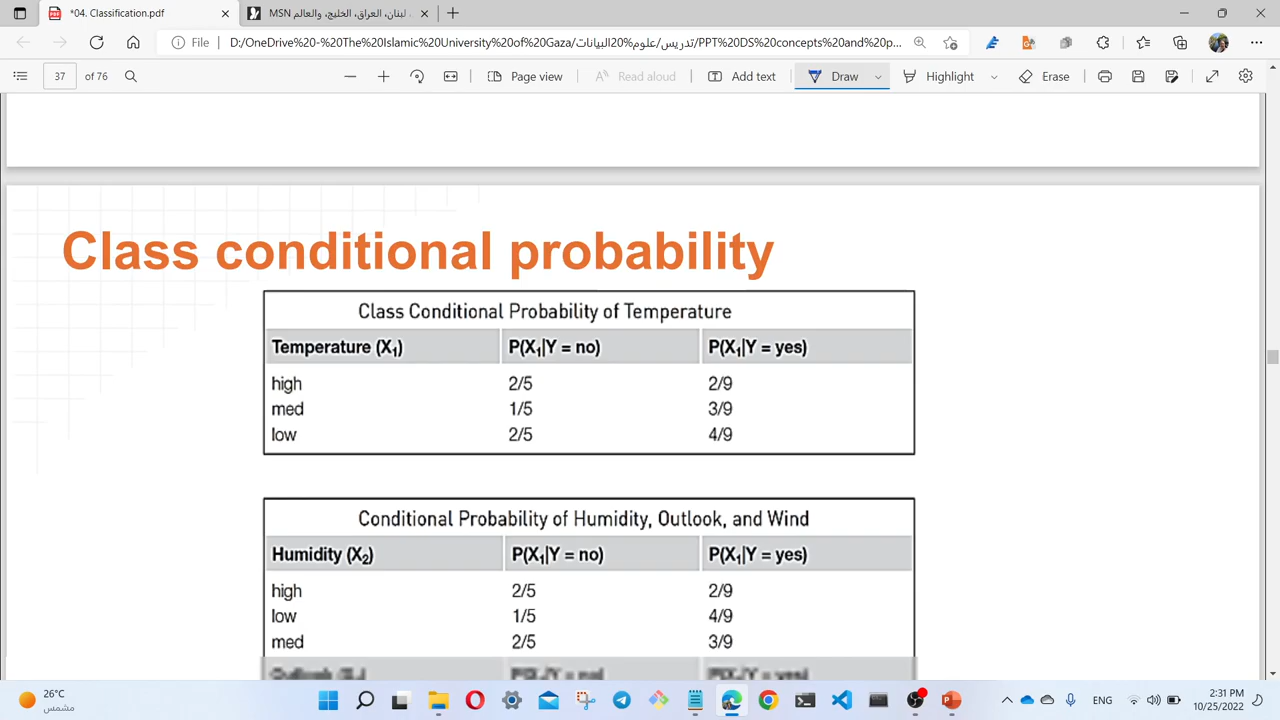 *04. Classification.pdf
لبنان، العراق، الخليج، والعالم MSN
File
D:/OneDrive%20-%20The%20Islamic%20University%20of%20Gaza/تدريس/علوم%20البيانات/PPT%20DS%20concepts%20and%20p...
37 of 76
Page view
Read aloud
Add text
Draw
Highlight
Erase
Class conditional probability
Class Conditional Probability of Temperature
Temperature (X1) P(X1|Y = no) P(X1|Y = yes)
high 2/5 2/9
med 1/5 3/9
low 2/5 4/9
Conditional Probability of Humidity, Outlook, and Wind
Humidity (X2) P(X1|Y = no) P(X1|Y = yes)
high 2/5 2/9
low 1/5 4/9
med 2/5 3/9
26°C
مشمس
ENG
2:31 PM
10/25/2022